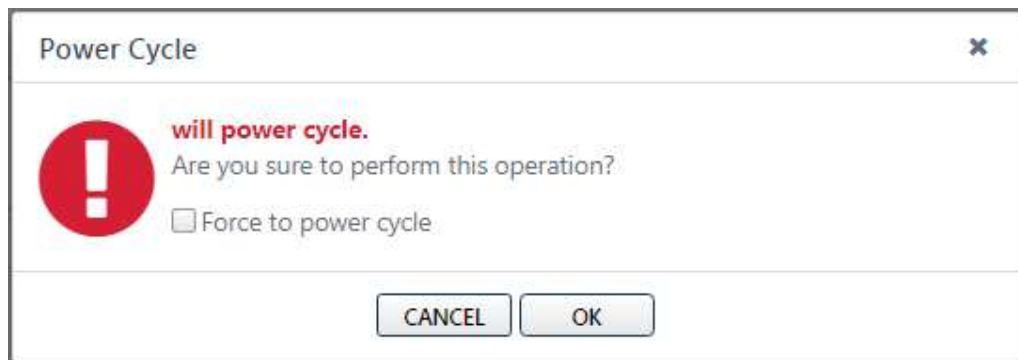 Power Cycle
will power cycle.
Are you sure to perform this operation?
Force to power cycle
CANCEL OK